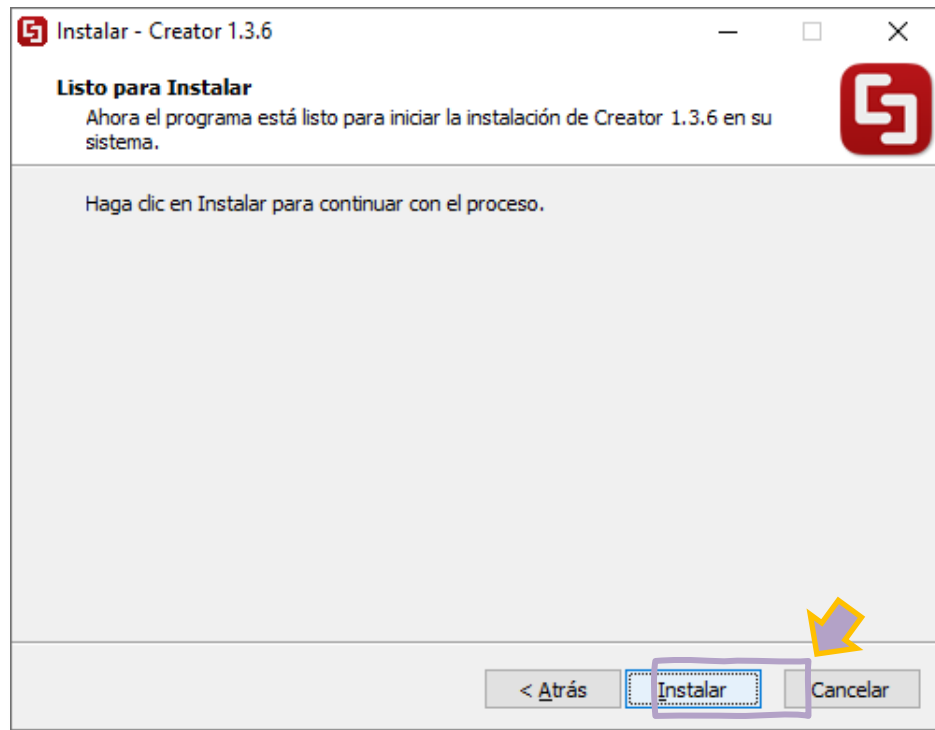 Instalar - Creator 1.3.6
Listo para Instalar
Ahora el programa está listo para iniciar la instalación de Creator 1.3.6 en su
sistema.
Haga clic en Instalar para continuar con el proceso.
< Atrás
Instalar
Cancelar